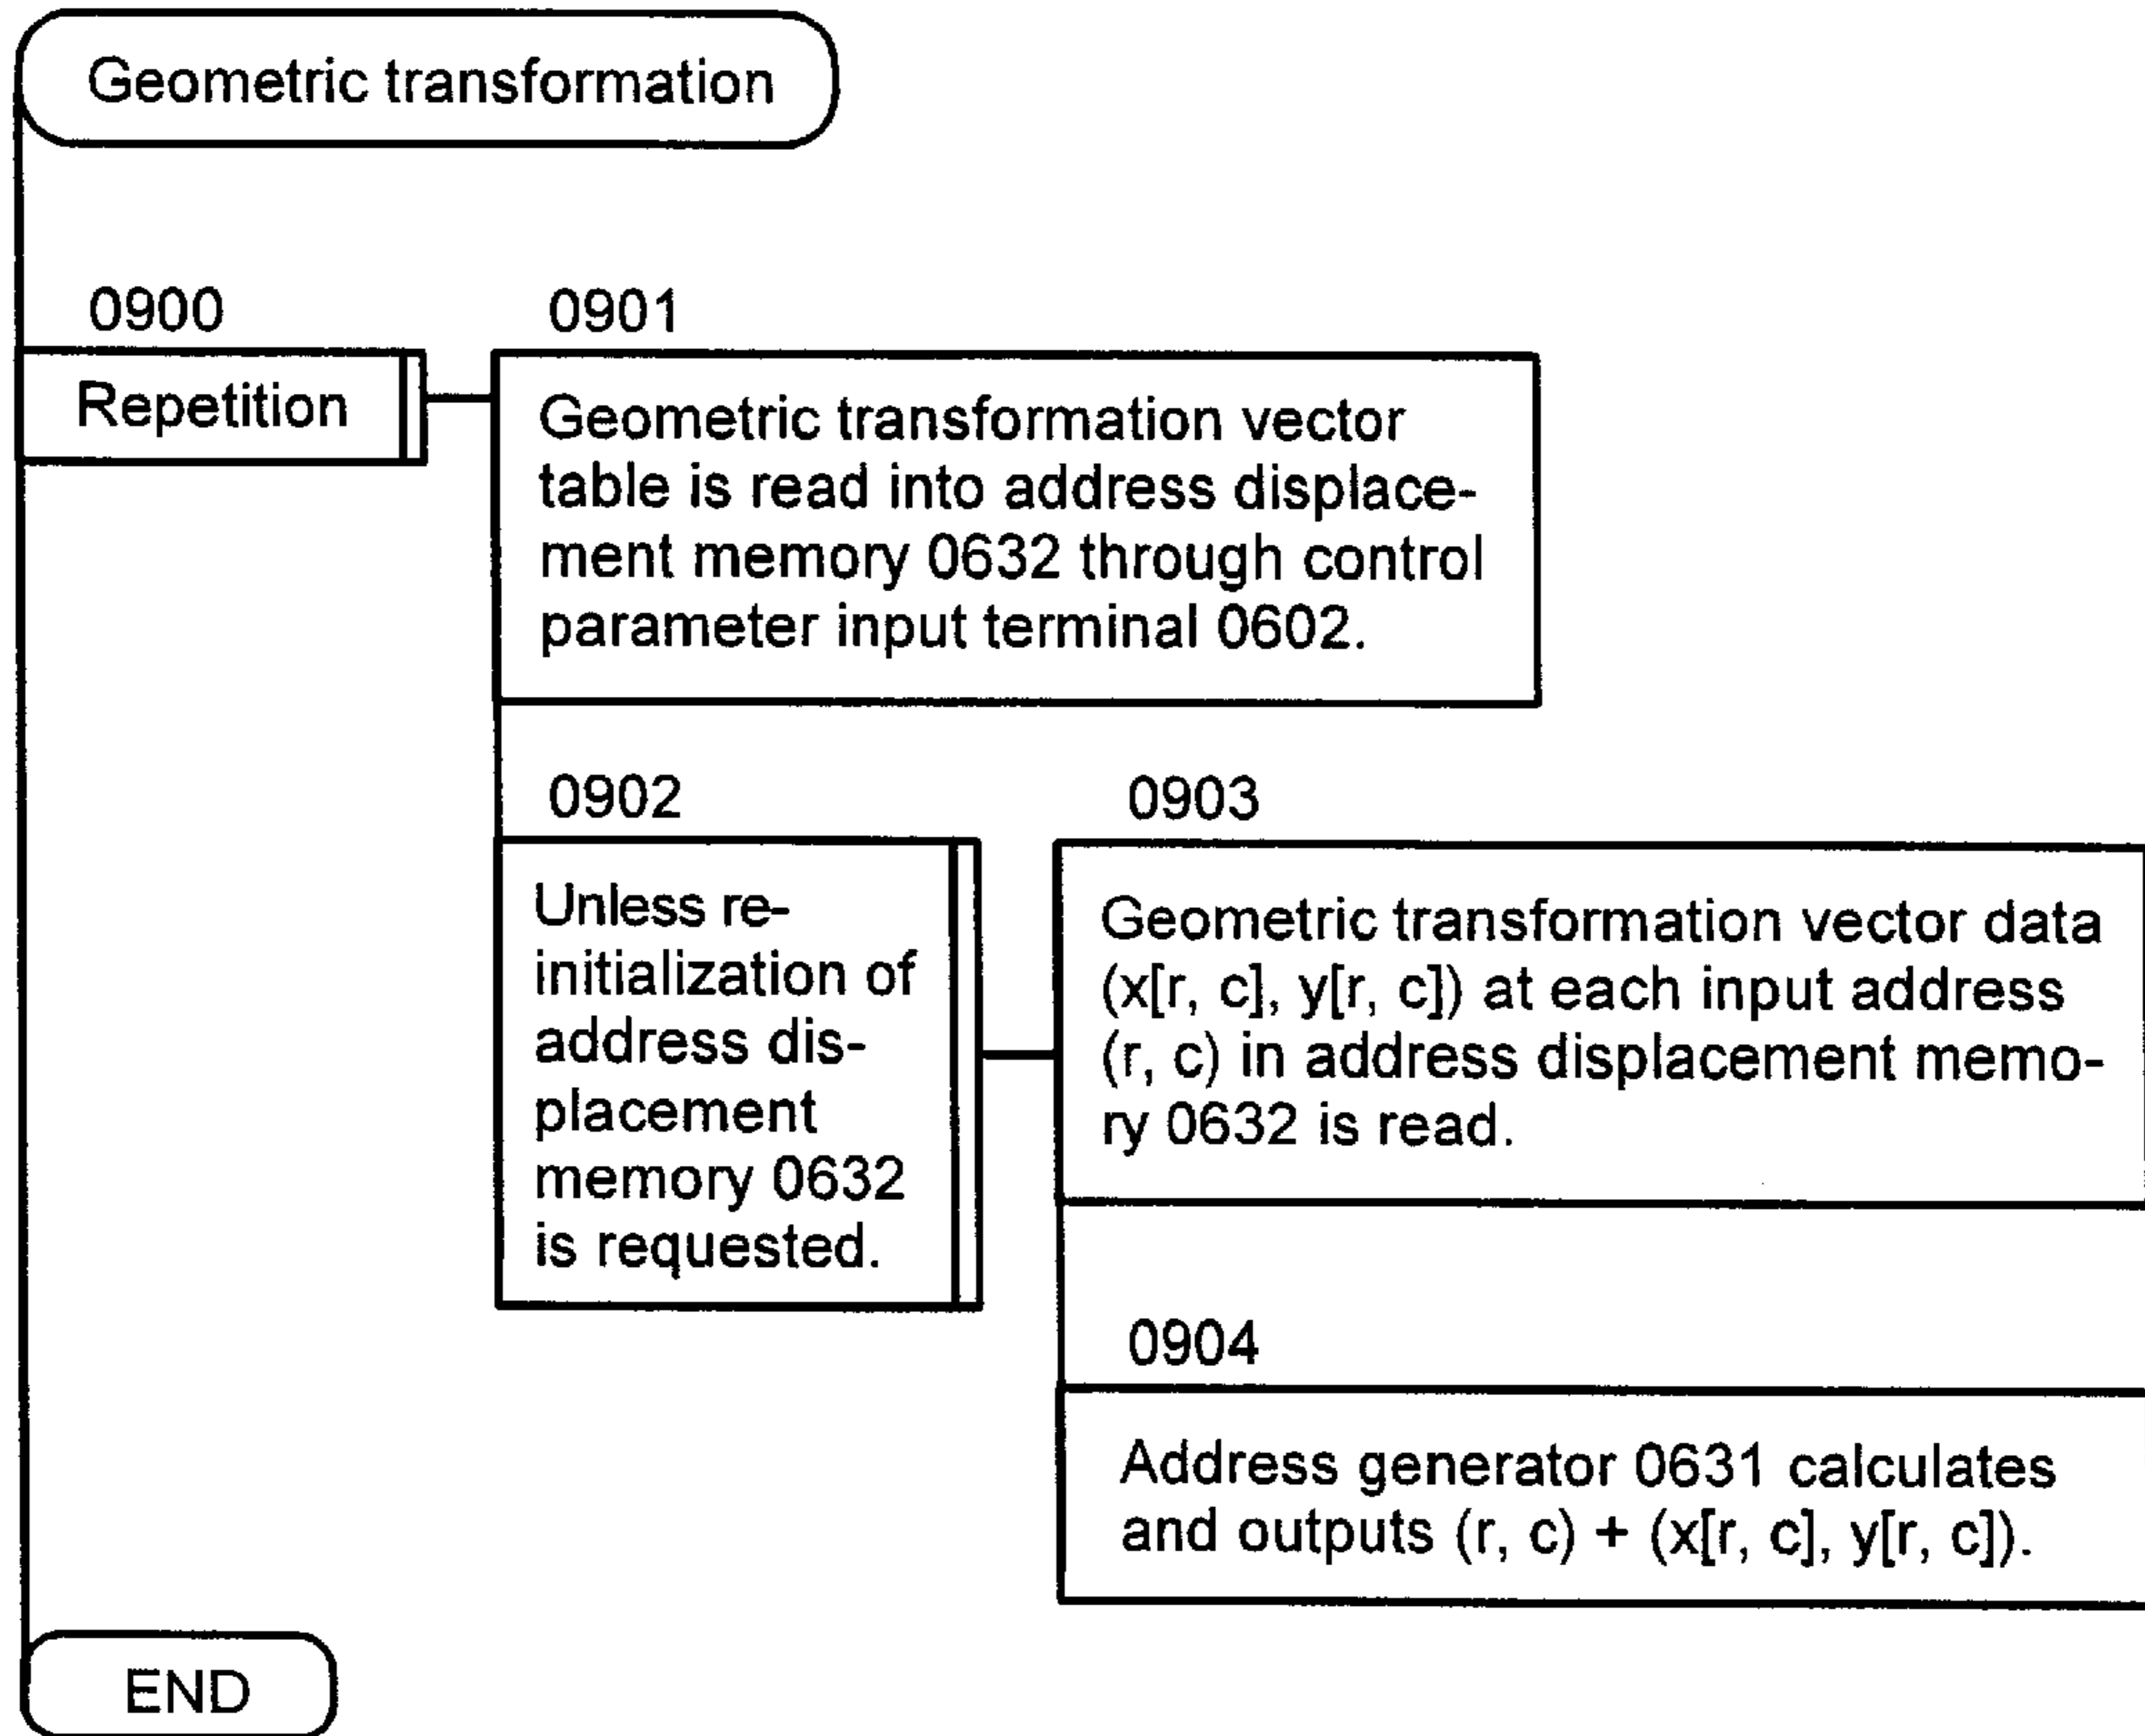 Geometric transformation
0900
Repetition
0901
Geometric transformation vector
table is read into address displace-
ment memory 0632 through control
parameter input terminal 0602.
0902
Unless re-
initialization of
address dis-
placement
memory 0632
is requested.
0903
Geometric transformation vector data
(x[r, c], y[r, c]) at each input address
(r, c) in address displacement memo-
ry 0632 is read.
0904
Address generator 0631 calculates
and outputs (r, c) + (x[r, c], y[r, c]).
END